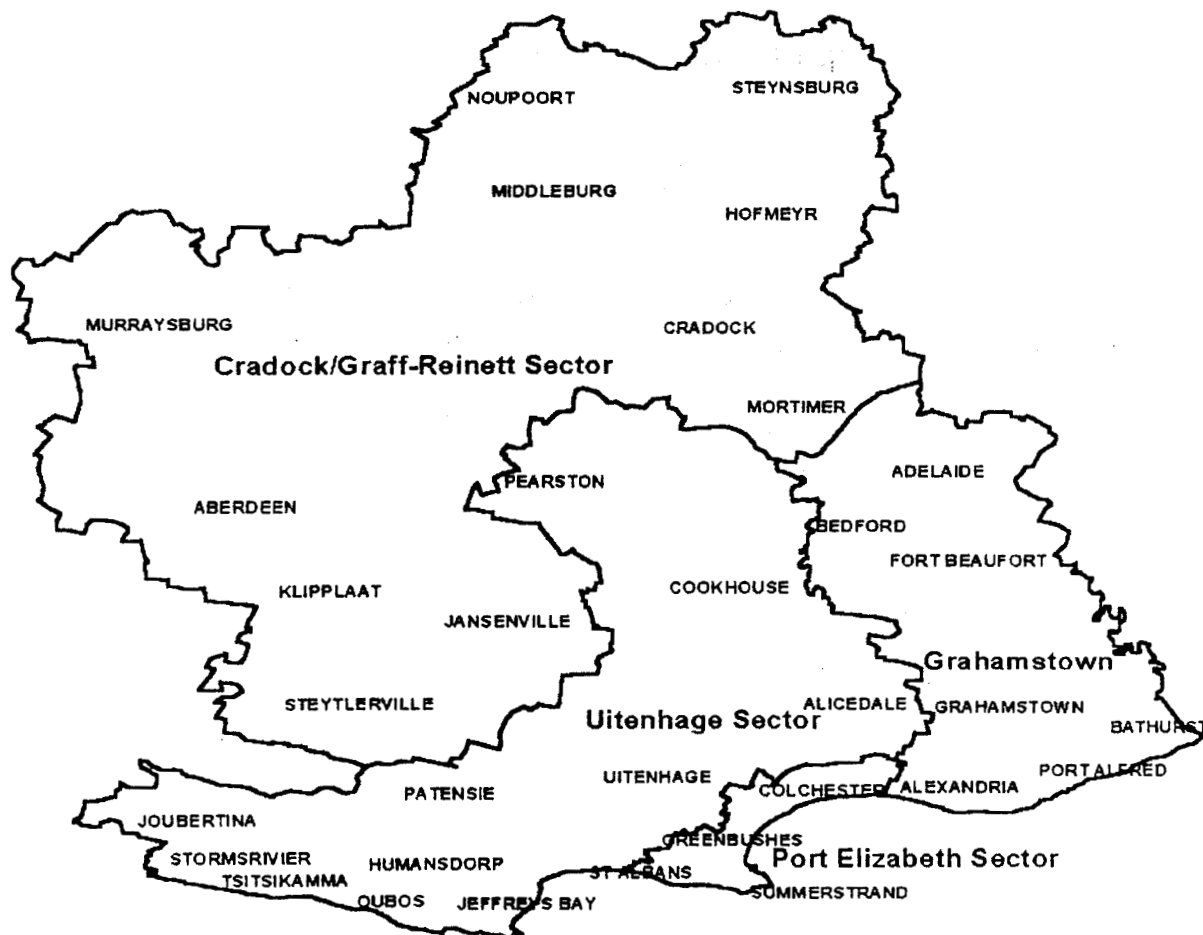 STEYNSBURG
NOUPOORT
MIDDLEBURG
HOFMEYR
MURRAYSBURG
CRADOCK
Cradock/Graff-Reinett Sector
MORTIMER
ADELAIDE
PEARSTON
ABERDEEN
BEDFORD
FORT BEAUFORT
KLIPPLAAT
COOKHOUSE
JANSENVILLE
Grahamstown
STEYTLERVILLE
ALICEDALE
GRAHAMSTOWN
Uitenhage Sector
BATHURST
UITENHAGE
PORT ALFRED
PATENSIE
COLCHESTER
ALEXANDRIA
JOUBERTINA
GREENBUSHES
STORMSRIVIER
HUMANSDORP
Port Elizabeth Sector
ST ALBANS
TSITSIKAMMA
SUMMERSTRAND
OUBOS
JEFFREYS BAY